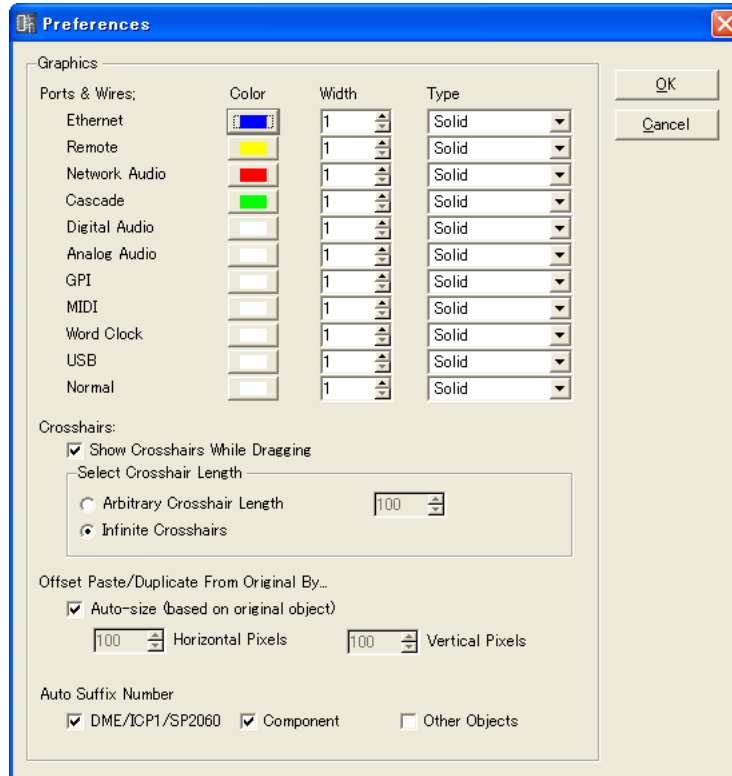 Preferences
Graphics
OK
Cancel
Ports & Wires;
Color
Width
Type
Ethernet
1
Solid
Remote
1
Solid
Network Audio
1
Solid
Cascade
1
Solid
Digital Audio
1
Solid
Analog Audio
1
Solid
GPI
1
Solid
MIDI
1
Solid
Word Clock
1
Solid
USB
1
Solid
Normal
1
Solid
Crosshairs:
Show Crosshairs While Dragging
Select Crosshair Length
Arbitrary Crosshair Length
100
Infinite Crosshairs
Offset Paste/Duplicate From Original By...
Auto-size (based on original object)
100
Horizontal Pixels
100
Vertical Pixels
Auto Suffix Number
DME/ICP1/SP2060
Component
Other Objects